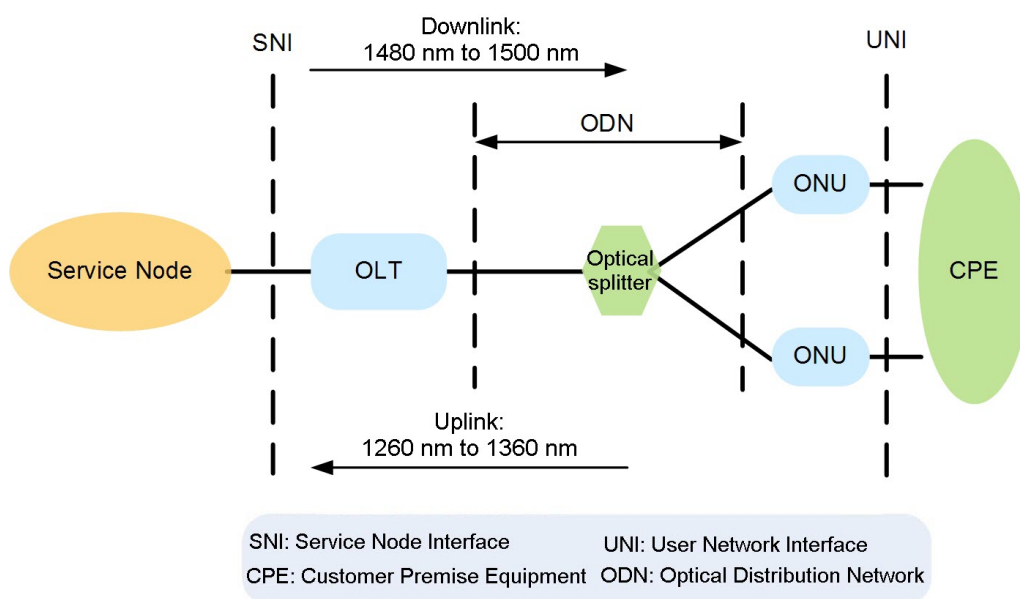 Downlink:
1480 nm to 1500 nm
SNI
UNI
ODN
ONU
Service Node
OLT
Optical
splitter
CPE
ONU
Uplink:
1260 nm to 1360 nm
SNI: Service Node Interface
UNI: User Network Interface
CPE: Customer Premise Equipment
ODN: Optical Distribution Network